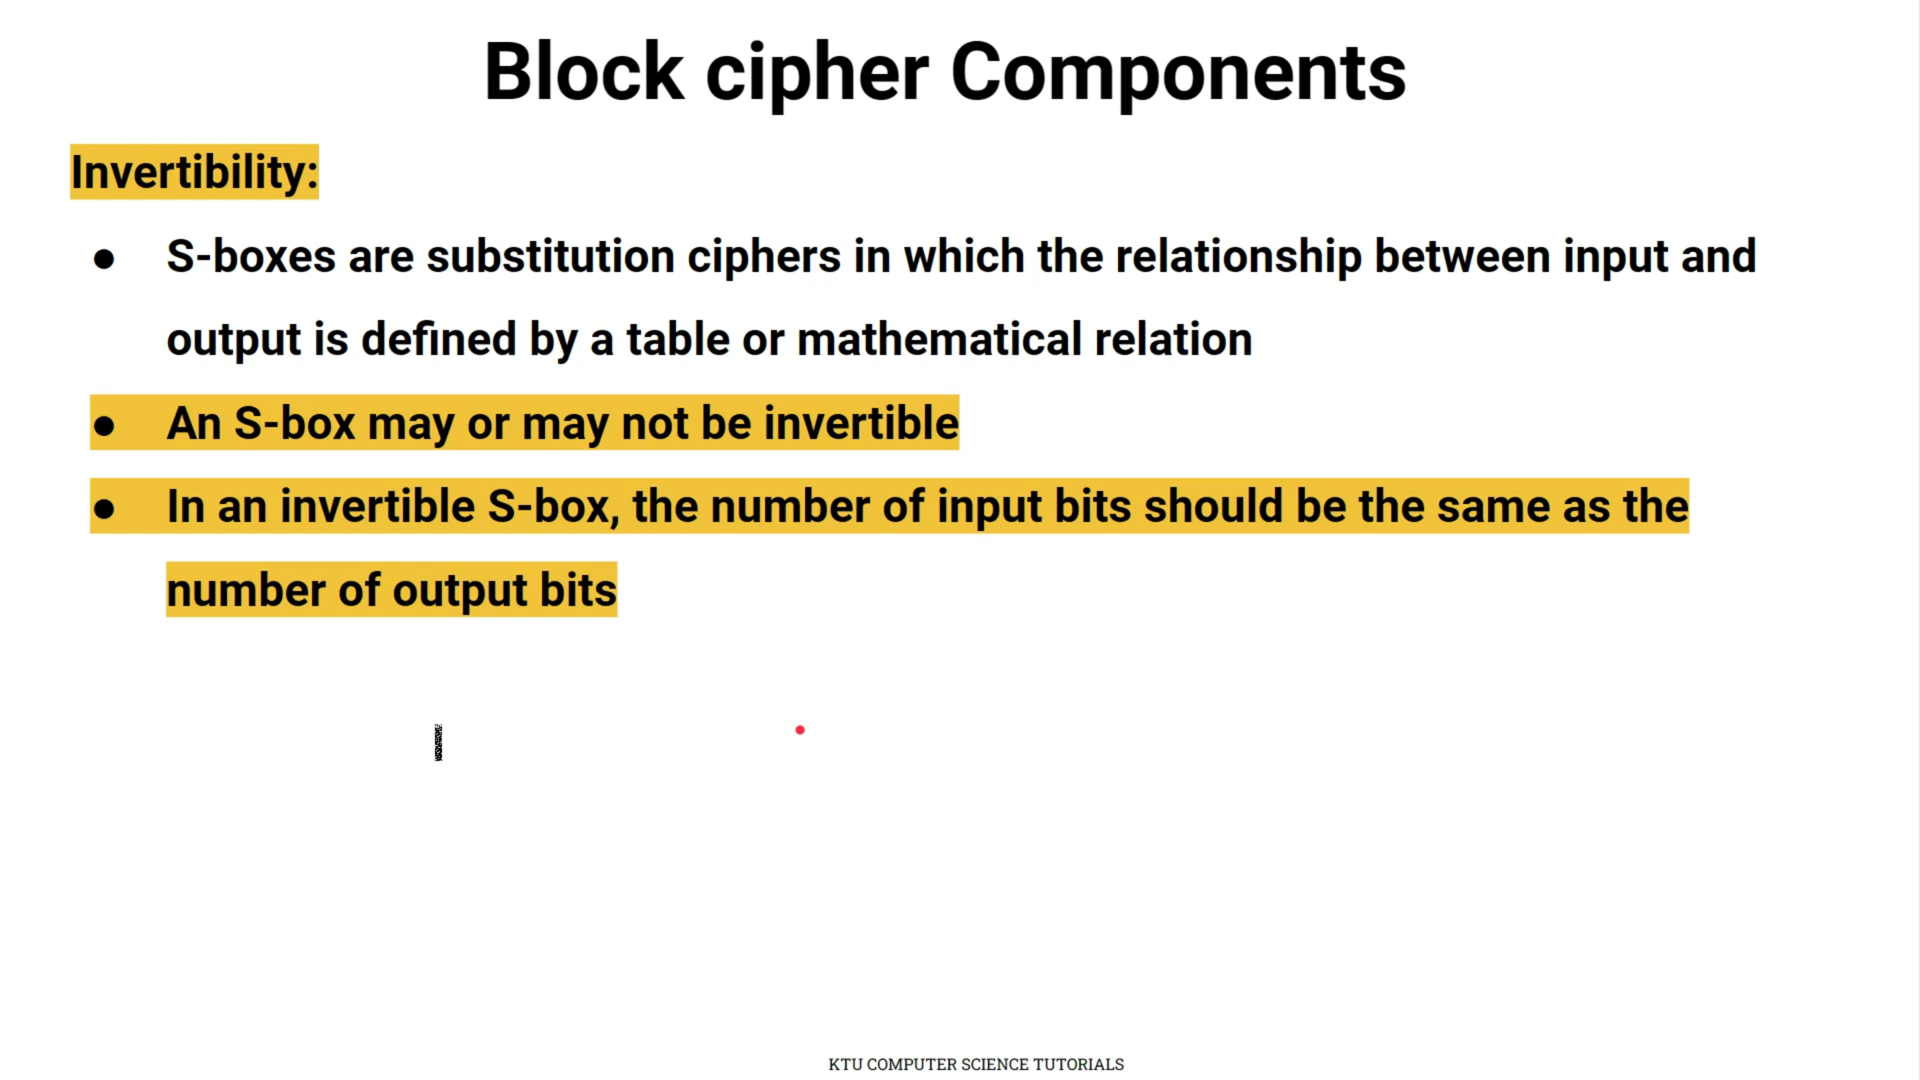 Block cipher Components
Invertibility:
● S-boxes are substitution ciphers in which the relationship between input and
output is defined by a table or mathematical relation
● An S-box may or may not be invertible
● In an invertible S-box, the number of input bits should be the same as the
number of output bits
KTU COMPUTER SCIENCE TUTORIALS